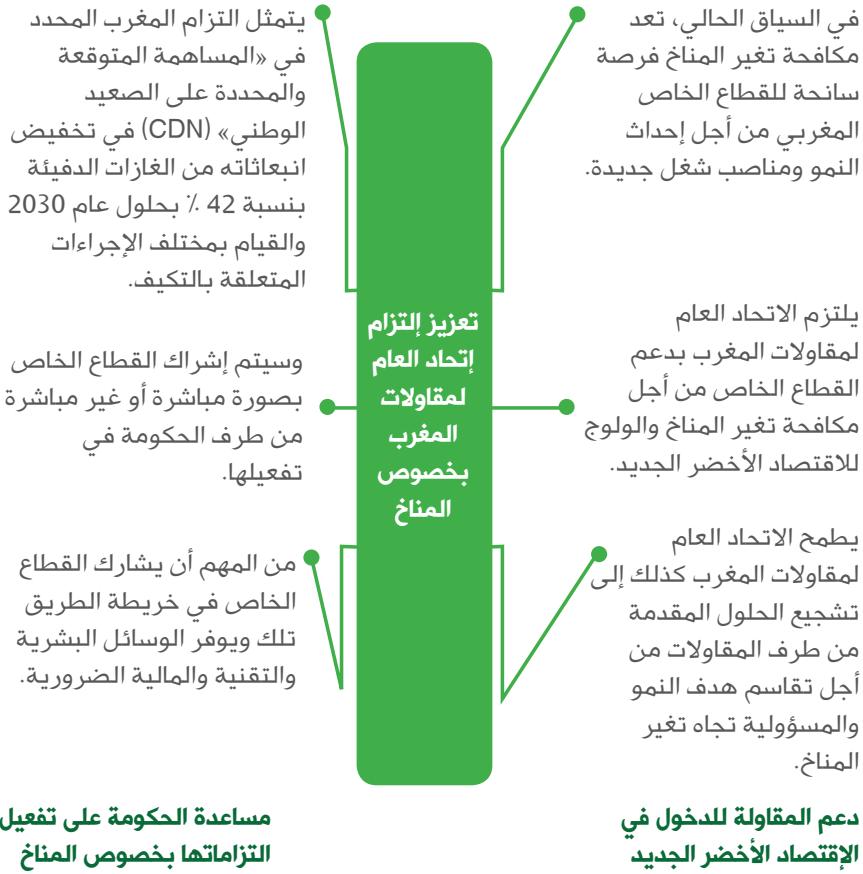 في السياق الحالي، تعد
مكافحة تغير المناخ فرصة
سانحة للقطاع الخاص
المغربي من أجل إحداث
النمو ومناصب شغل جديدة.
يلتزم الاتحاد العام
لمقاولات المغرب بدعم
القطاع الخاص من أجل
مكافحة تغير المناخ والولوج
للاقتصاد الأخضر الجديد.
يطمح الاتحاد العام
لمقاولات المغرب كذلك إلى
تشجيع الحلول المقدمة
من طرف المقاولات من
أجل تقاسم هدف النمو
والمسؤولية تجاه تغير
المناخ.
دعم المقاولة للدخول في
الإقتصاد الأخضر الجديد
تعزيز إلتزام
إتحاد العام
لمقاولات
المغرب
بخصوص
المناخ
يتمثل التزام المغرب المحدد
في «المساهمة المتوقعة
والمحددة على الصعيد
الوطني» (CDN) في تخفيض
انبعاثاته من الغازات الدفيئة
بنسبة 42 ٪ بحلول عام 2030
والقيام بمختلف الإجراءات
المتعلقة بالتكيف.
وسيتم إشراك القطاع الخاص
بصورة مباشرة أو غير مباشرة
من طرف الحكومة في
تفعيلها.
من المهم أن يشارك القطاع
الخاص في خريطة الطريق
تلك ويوفر الوسائل البشرية
والتقنية والمالية الضرورية.
مساعدة الحكومة على تفعيل
التزاماتها بخصوص المناخ